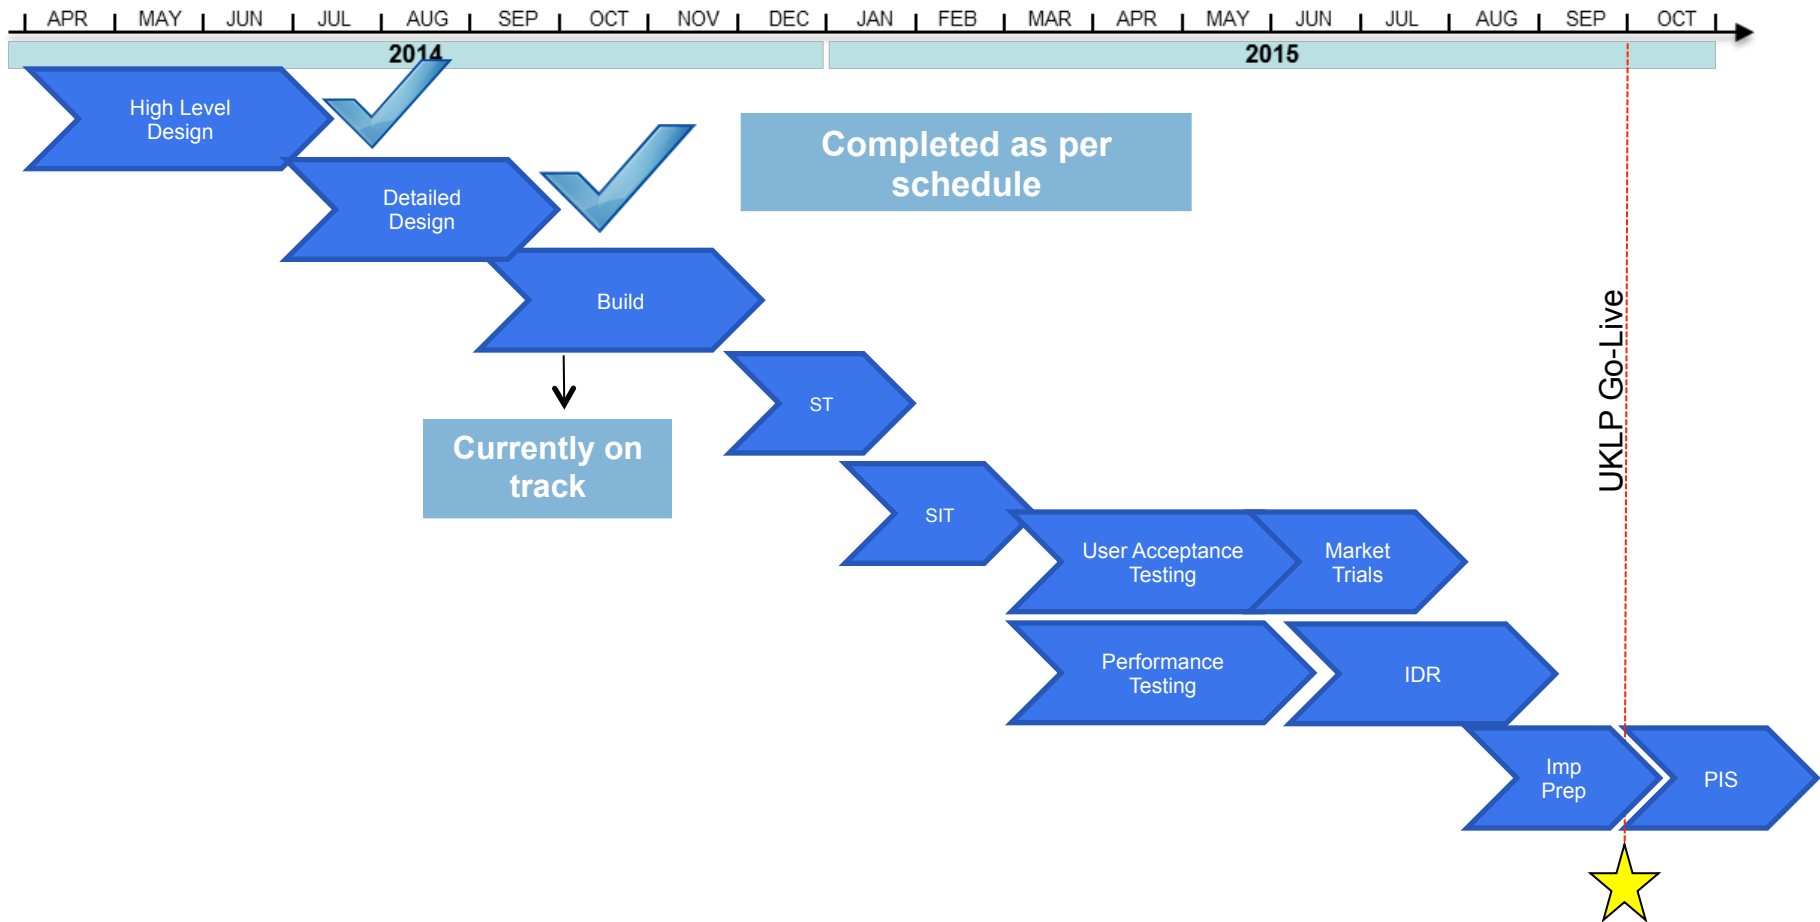 APR MAY JUN JUL AUG SEP OCT NOV DEC JAN FEB MAR APR MAY JUN JUL AUG SEP OCT
2014 2015
High Level
Design
Completed as per
schedule
Detailed
Design
Build
UKLP Go-Live
ST
Currently on
track
SIT
User Acceptance
Testing
Market
Trials
Performance
Testing
IDR
Imp
Prep
PIS